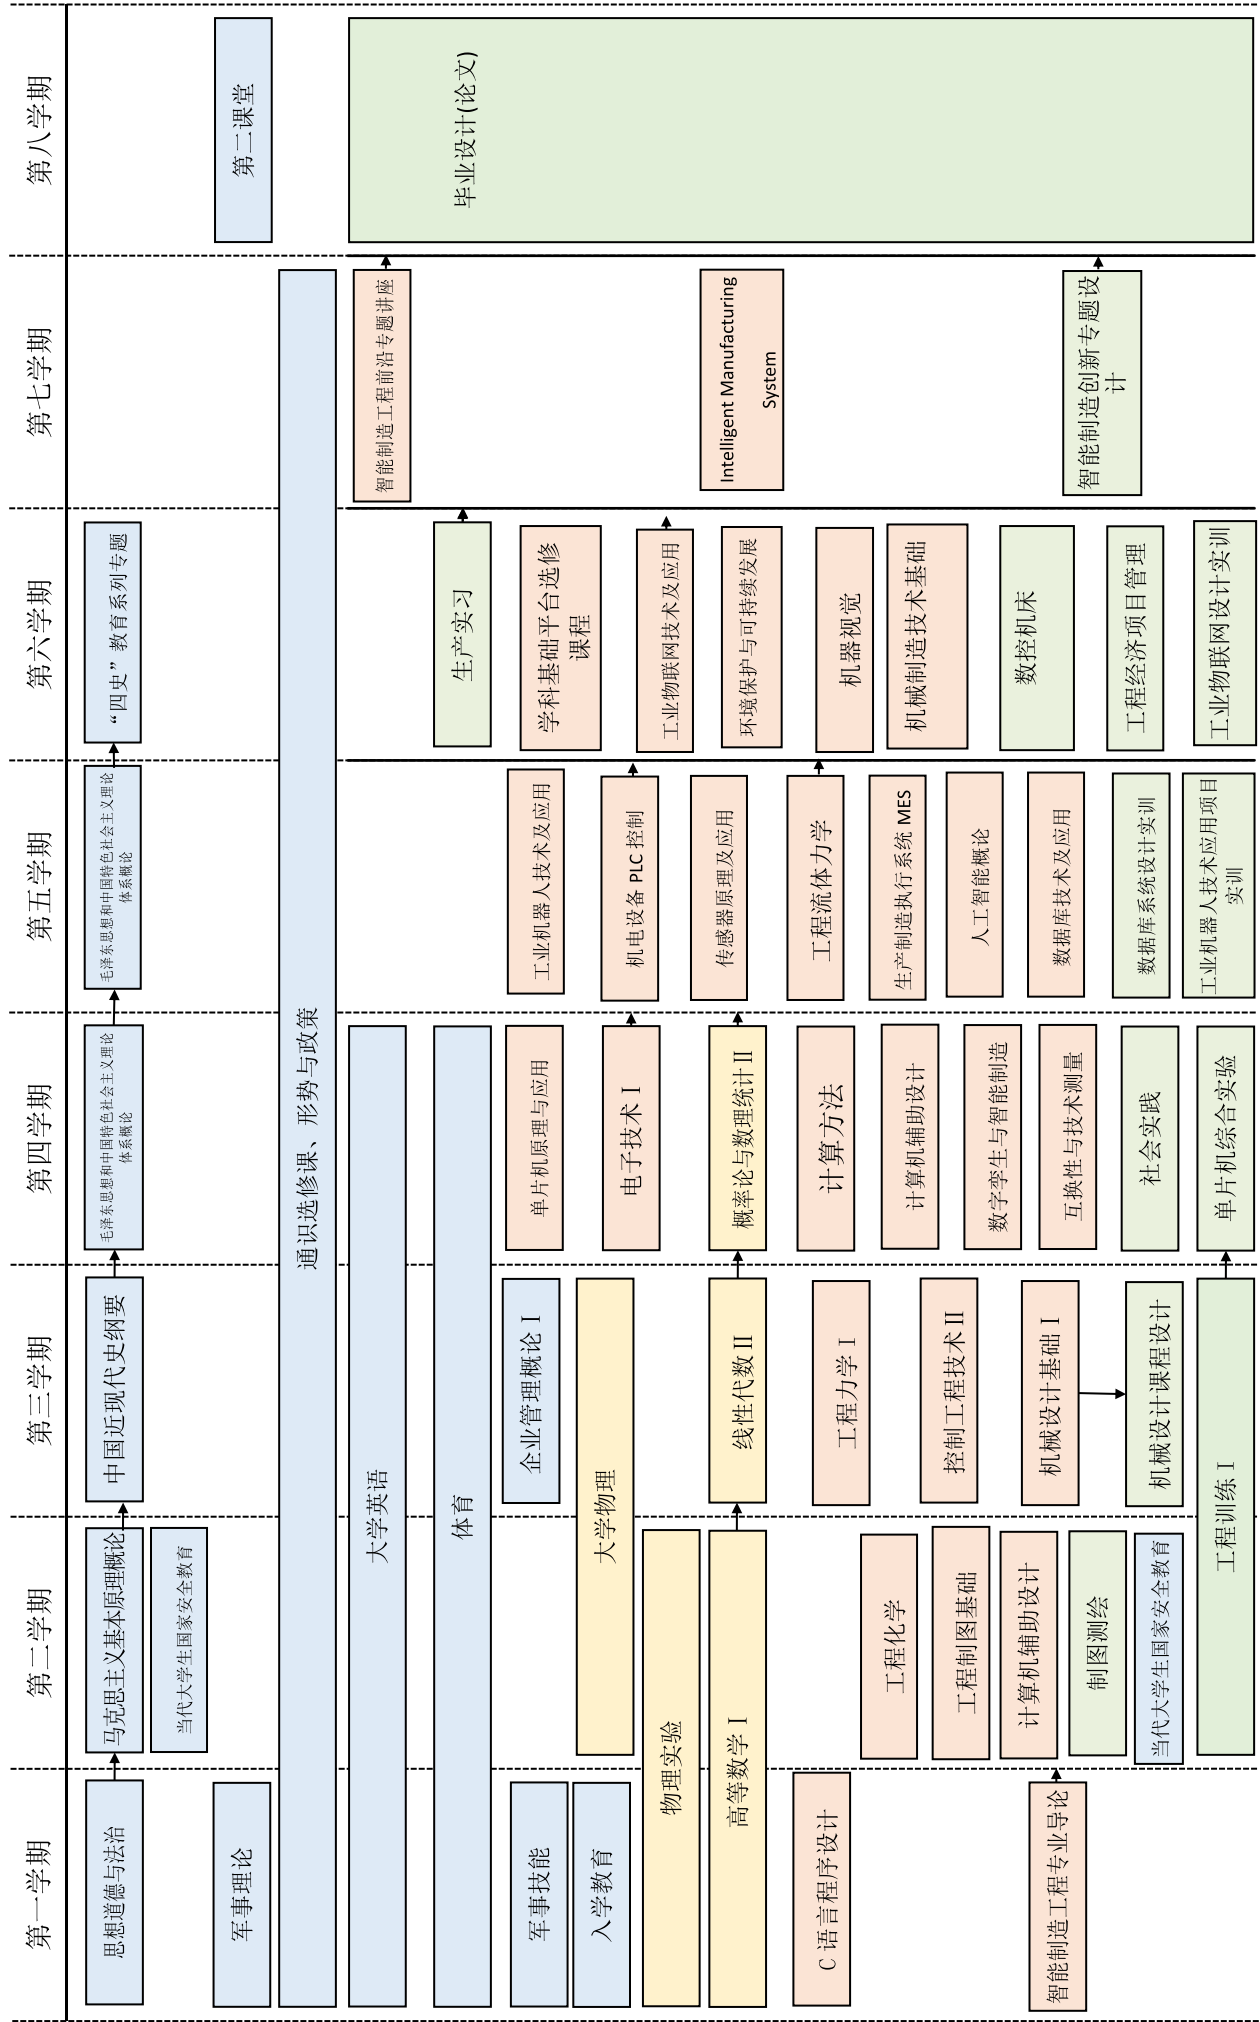 第一学期
第二学期
第三学期
第四学期
第五学期
第六学期
第七学期
第八学期
思想道德与法治
马克思主义基本原理概论
中国近现代史纲要
毛泽东思想和中国特色社会主义理论
体系概论
毛泽东思想和中国特色社会主义理论
体系概论
“四史”教育系列专题
当代大学生国家安全教育
军事理论
第二课堂
通识选修课、形势与政策
大学英语
体育
毕业设计(论文)
军事技能
入学教育
物理实验
高等数学Ⅰ
C 语言程序设计
智能制造工程专业导论
大学物理
工程化学
工程制图基础
计算机辅助设计
制图测绘
当代大学生国家安全教育
工程训练Ⅰ
企业管理概论Ⅰ
线性代数Ⅱ
工程力学Ⅰ
控制工程技术Ⅱ
机械设计基础Ⅰ
机械设计课程设计
单片机原理与应用
电子技术Ⅰ
概率论与数理统计Ⅱ
计算方法
计算机辅助设计
数字孪生与智能制造
互换性与技术测量
社会实践
单片机综合实验
工业机器人技术及应用
机电设备 PLC 控制
传感器原理及应用
工程流体力学
生产制造执行系统 MES
人工智能概论
数据库技术及应用
数据库系统设计实训
工业机器人技术应用项目
实训
生产实习
学科基础平台选修
课程
工业物联网技术及应用
环境保护与可持续发展
机器视觉
机械制造技术基础
数控机床
工程经济项目管理
工业物联网设计实训
智能制造工程前沿专题讲座
Intelligent Manufacturing
System
智能制造创新专题设
计